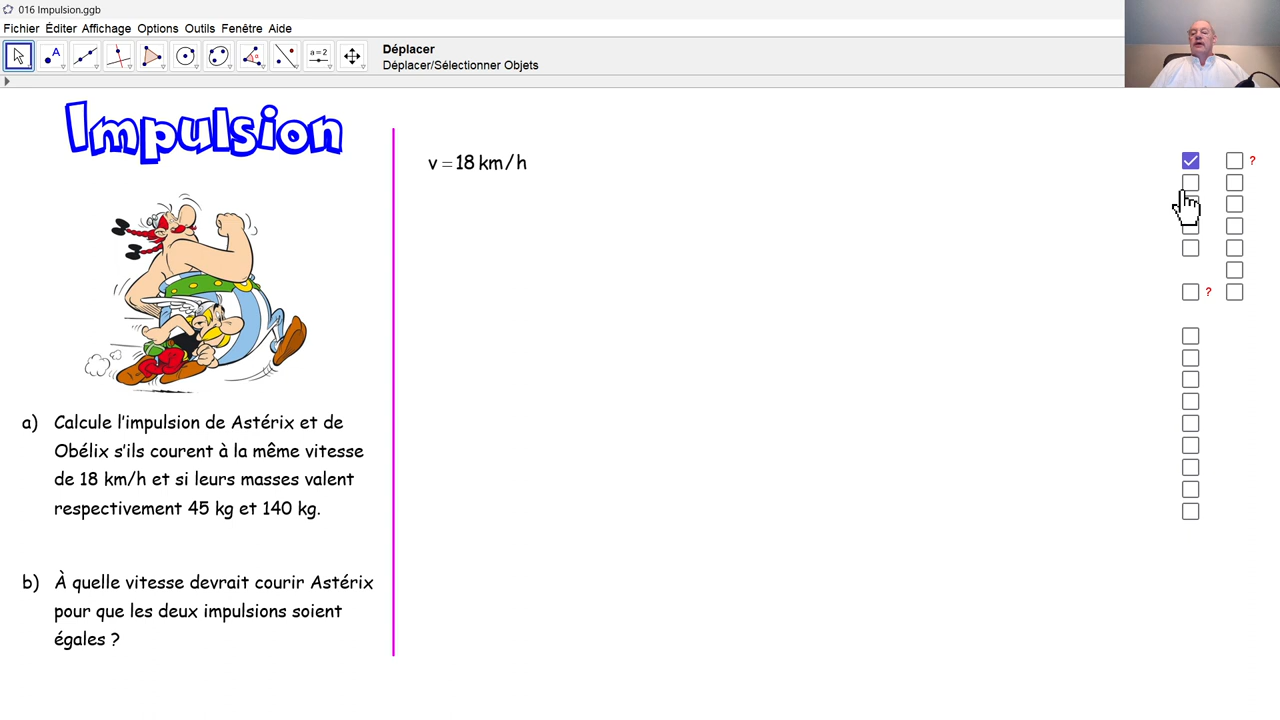 016 Impulsion.ggb
Fichier Éditer Affichage Options Outils Fenêtre Aide
A
a=2
Déplacer
Déplacer/Sélectionner Objets
Impulsion
v = 18 km/h
?
?
a) Calcule l'impulsion de Astérix et de
Obélix s'ils courent à la même vitesse
de 18 km/h et si leurs masses valent
respectivement 45 kg et 140 kg.
b) À quelle vitesse devrait courir Astérix
pour que les deux impulsions soient
égales ?